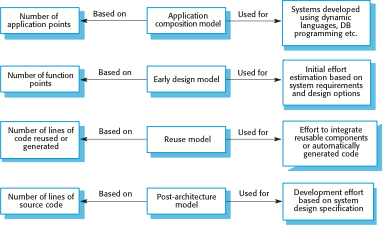 Number of
application points
Based on
Application
composition model
Used for
Systems developed
using dynamic
languages, DB
programming etc.
Number of function
points
Based on
Early design model
Used for
Initial effort
estimation based on
system requirements
and design options
Number of lines of
code reused or
generated
Based on
Reuse model
Used for
Effort to integrate
reusable components
or automatically
generated code
Number of lines of
source code
Based on
Post-architecture
model
Used for
Development effort
based on system
design specification